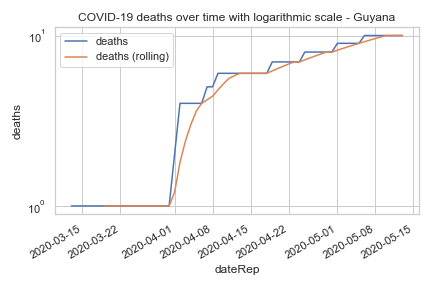 COVID-19 deaths over time with logarithmic scale - Guyana
deaths
deaths (rolling)
10¹
10⁰
deaths
2020-03-15
2020-03-22
2020-04-01
2020-04-08
2020-04-15
2020-04-22
2020-05-01
2020-05-08
2020-05-15
dateRep